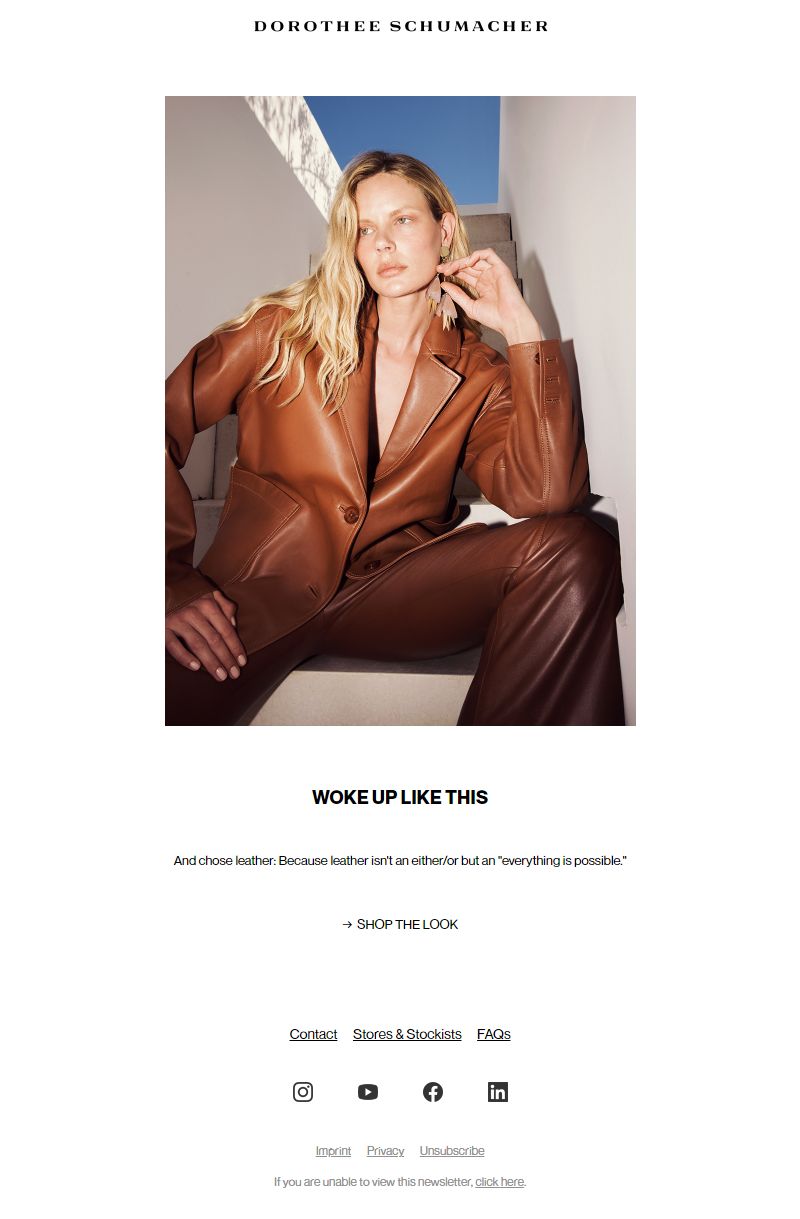 DOROTHEE SCHUMACHER
WOKE UP LIKE THIS
And chose leather: Because leather isn't an either/or but an "everything is possible."
→ SHOP THE LOOK
Contact Stores & Stockists FAQs
Imprint Privacy Unsubscribe
If you are unable to view this newsletter, click here.